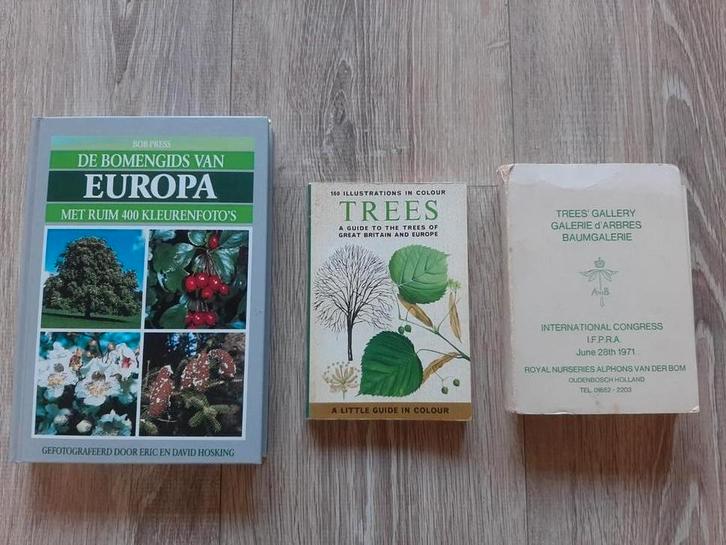 BOB PRESS
DE BOMENGIDS VAN
EUROPA
MET RUIM 400 KLEURENFOTO'S
GEFOTOGRAFEERD DOOR ERIC EN DAVID HOSKING
160 ILLUSTRATIONS IN COLOUR
TREES
A GUIDE TO THE TREES OF
GREAT BRITAIN AND EUROPE
A LITTLE GUIDE IN COLOUR
TREES' GALLERY
GALERIE d'ARBRES
BAUMGALERIE
INTERNATIONAL CONGRESS
I.F.P.R.A.
June 28th 1971
ROYAL NURSERIES ALPHONS VAN DER BOM
OUDENBOSCH HOLLAND
TEL. 01652 - 2203